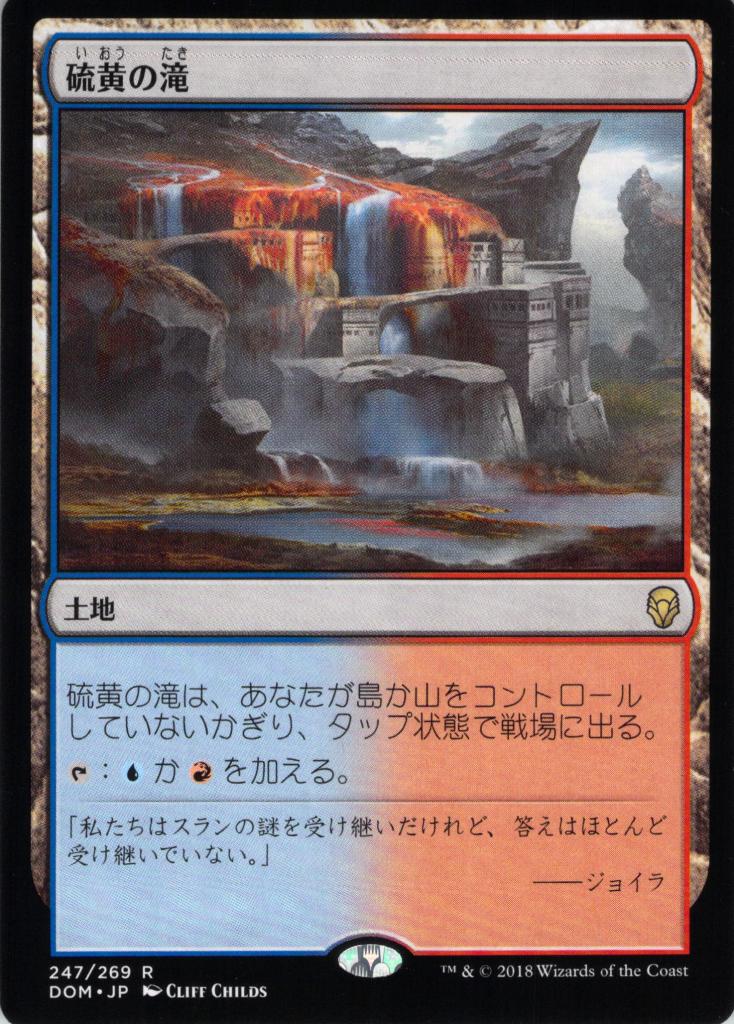 いおう たき
硫黄の滝
土地
硫黄の滝は、あなたが島か山をコントロール
していないかぎり、タップ状態で戦場に出る。
： か を加える。
「私たちはスランの謎を受け継いだけれど、答えはほとんど
受け継いでいない。」
——ジョイラ
247/269 R
™ & © 2018 Wizards of the Coast
DOM • JP CLIFF CHILDS